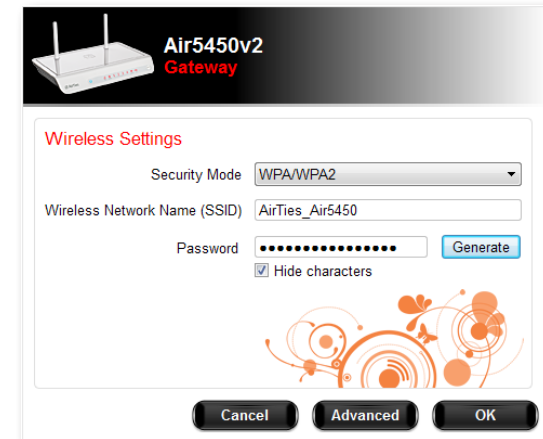 Air5450v2
Gateway
Wireless Settings
Security Mode WPA/WPA2
Wireless Network Name (SSID) AirTies_Air5450
Password •••••••••••••••• Generate
Hide characters
Cancel Advanced OK